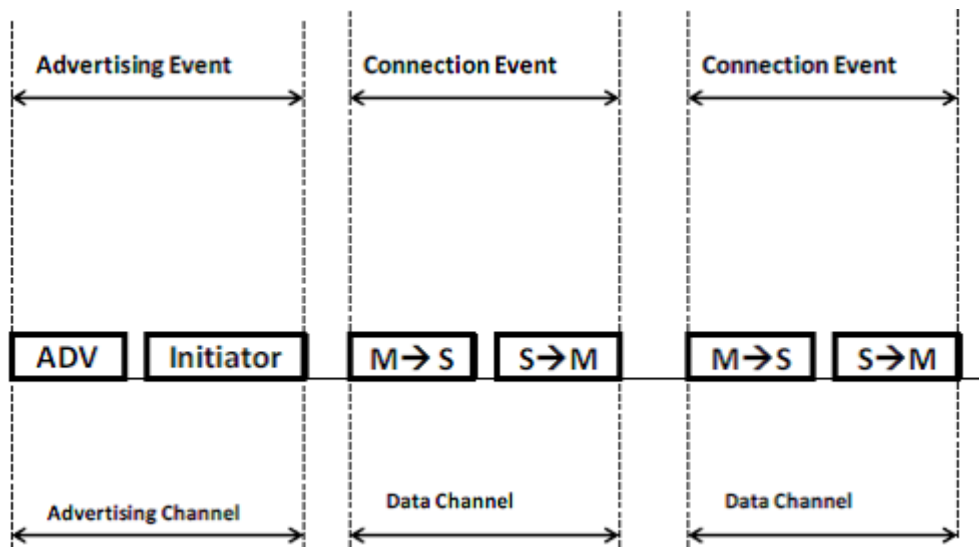 Advertising Event
Connection Event
Connection Event
ADV
Initiator
M→S
S→M
M→S
S→M
Advertising Channel
Data Channel
Data Channel